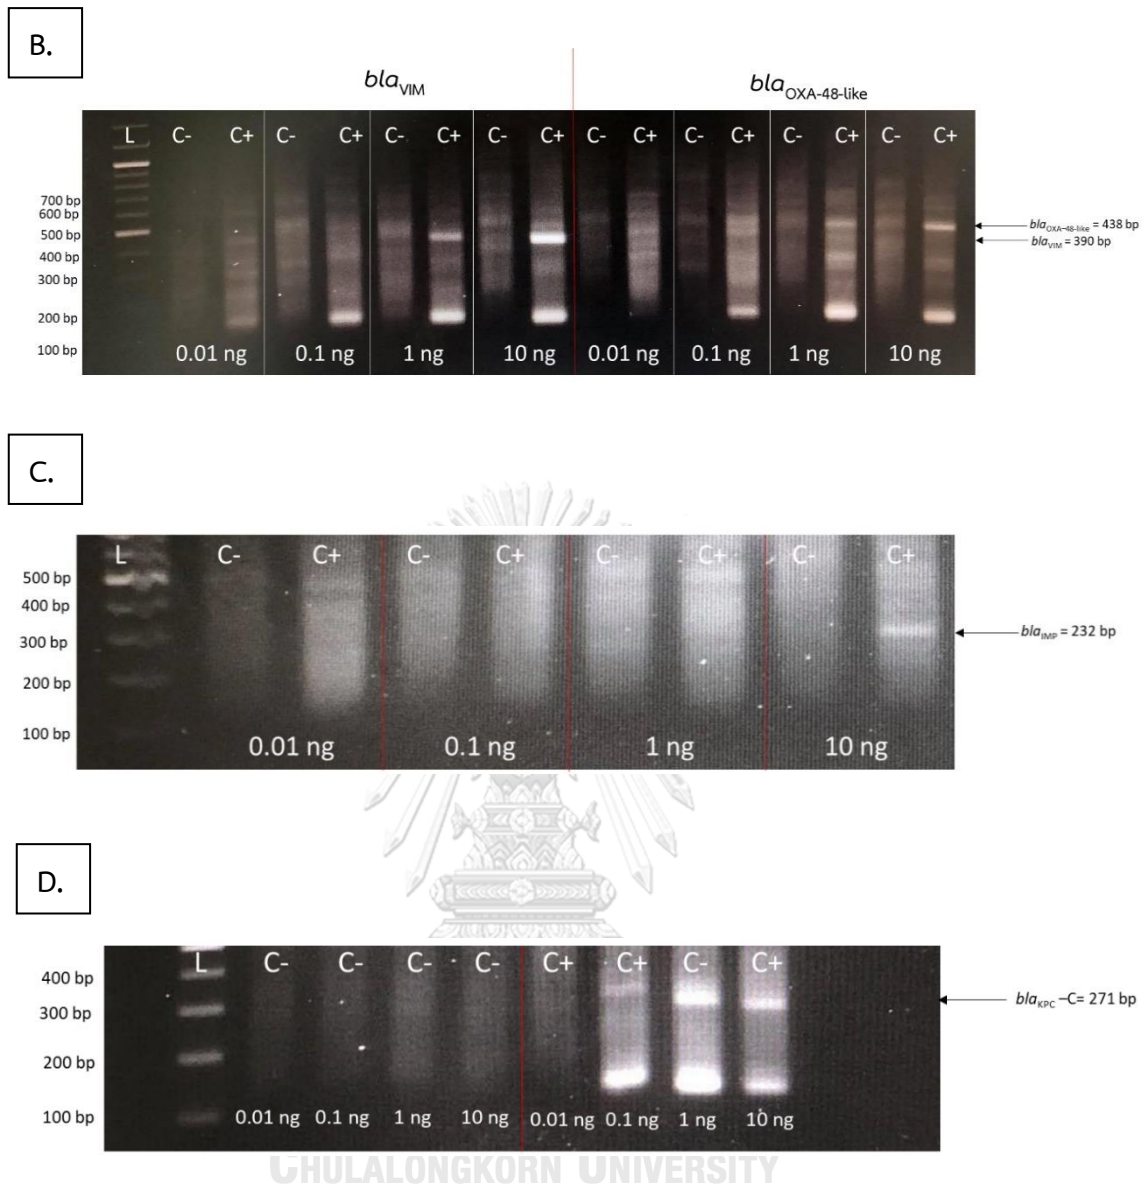 B.
blaVIM blaOXA-48-like
L C- C+ C- C+ C- C+ C- C+ C- C+ C- C+ C- C+ C- C+
700 bp
600 bp
500 bp
400 bp
300 bp
200 bp
100 bp
blaOXA-48-like = 438 bp
blaVIM = 390 bp
0.01 ng 0.1 ng 1 ng 10 ng 0.01 ng 0.1 ng 1 ng 10 ng
C.
L C- C+ C- C+ C- C+ C- C+
500 bp
400 bp
300 bp
200 bp
100 bp
blaIMP = 232 bp
0.01 ng 0.1 ng 1 ng 10 ng
D.
L C- C- C- C- C+ C+ C- C+
400 bp
300 bp
200 bp
100 bp
blaKPC –C= 271 bp
0.01 ng 0.1 ng 1 ng 10 ng 0.01 ng 0.1 ng 1 ng 10 ng
CHULALONGKORN UNIVERSITY